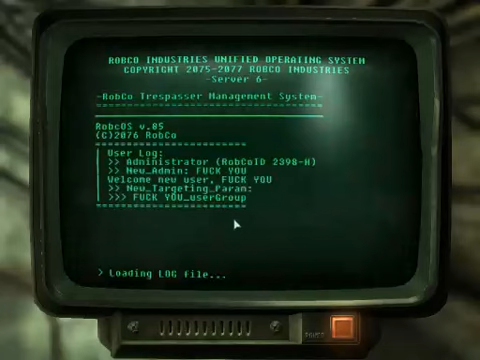 ROBCO INDUSTRIES UNIFIED OPERATING SYSTEM
COPYRIGHT 2075-2077 ROBCO INDUSTRIES
-Server 6-
-RobCo Trespasser Management System-
RobcOS v.85
(C)2076 RobCo
User Log:
>> Administrator (RobCoID 2398-H)
>> New_Admin: FUCK YOU
Welcome new user, FUCK YOU
>> New_Targeting_Param:
>>> FUCK YOU_userGroup
> Loading LOG file...
POWER